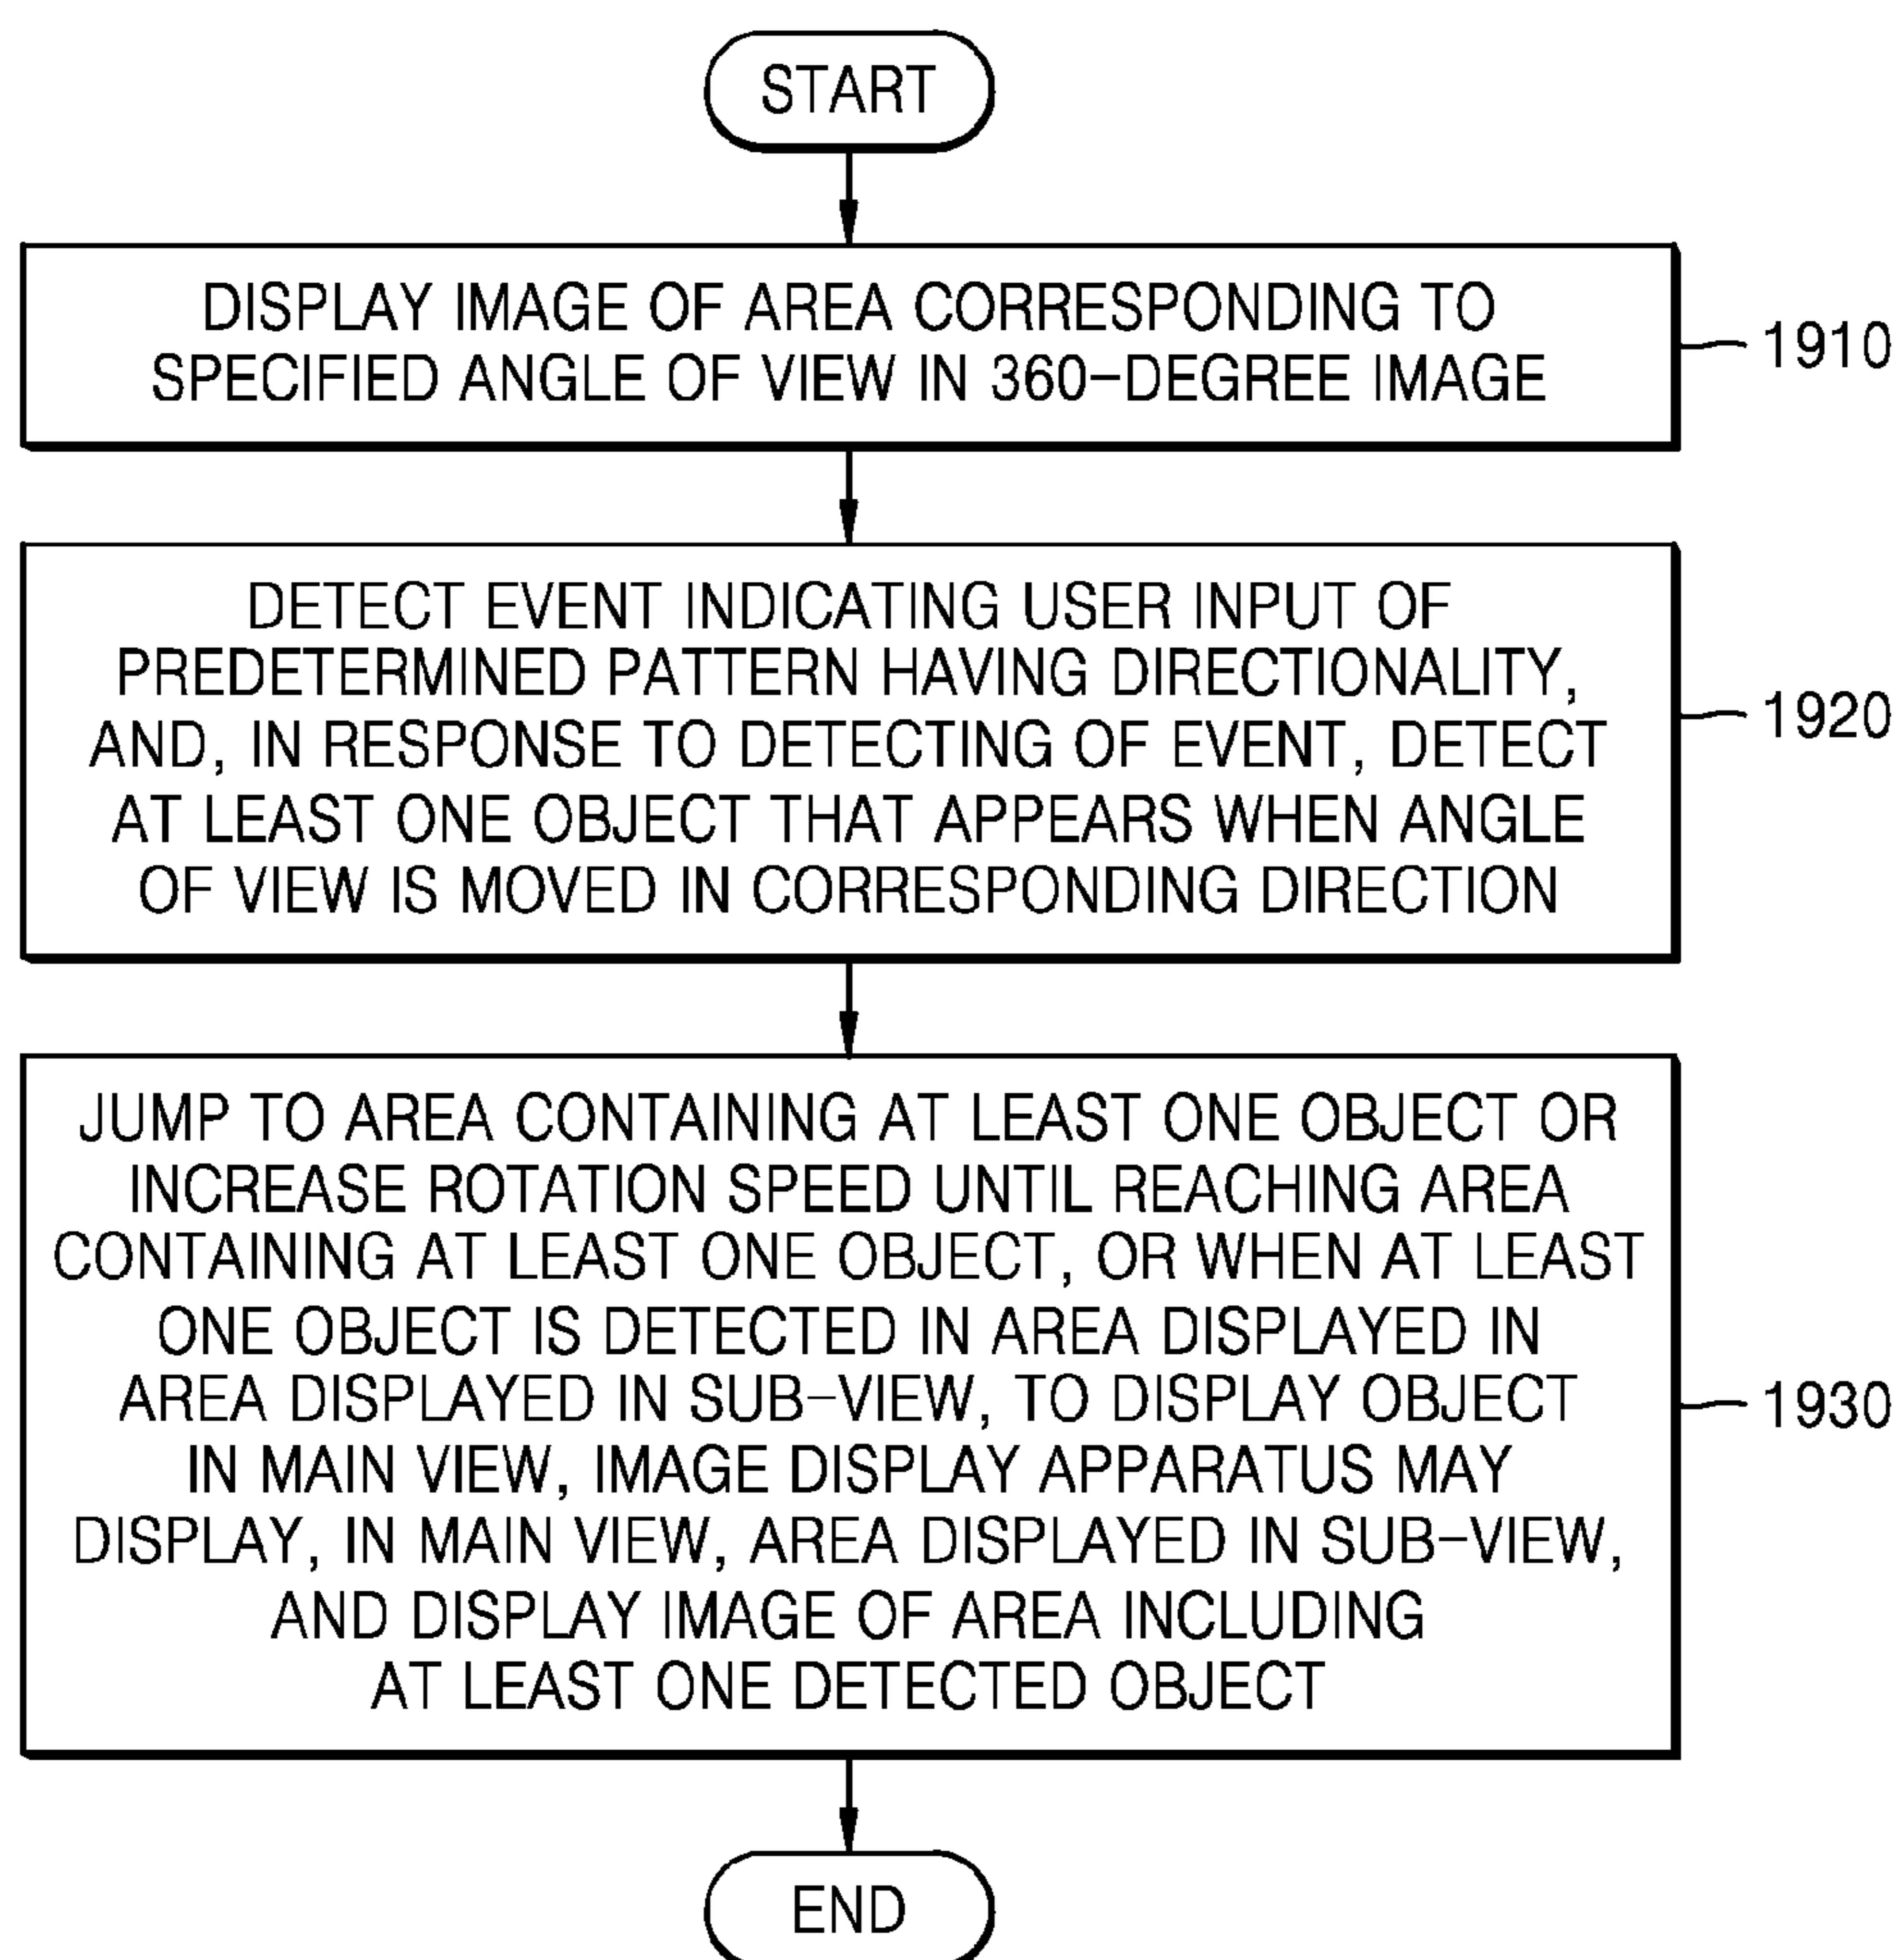 START
DISPLAY IMAGE OF AREA CORRESPONDING TO
SPECIFIED ANGLE OF VIEW IN 360-DEGREE IMAGE
1910
DETECT EVENT INDICATING USER INPUT OF
PREDETERMINED PATTERN HAVING DIRECTIONALITY,
AND, IN RESPONSE TO DETECTING OF EVENT, DETECT
AT LEAST ONE OBJECT THAT APPEARS WHEN ANGLE
OF VIEW IS MOVED IN CORRESPONDING DIRECTION
1920
JUMP TO AREA CONTAINING AT LEAST ONE OBJECT OR
INCREASE ROTATION SPEED UNTIL REACHING AREA
CONTAINING AT LEAST ONE OBJECT, OR WHEN AT LEAST
ONE OBJECT IS DETECTED IN AREA DISPLAYED IN
AREA DISPLAYED IN SUB-VIEW, TO DISPLAY OBJECT
IN MAIN VIEW, IMAGE DISPLAY APPARATUS MAY
DISPLAY, IN MAIN VIEW, AREA DISPLAYED IN SUB-VIEW,
AND DISPLAY IMAGE OF AREA INCLUDING
AT LEAST ONE DETECTED OBJECT
1930
END